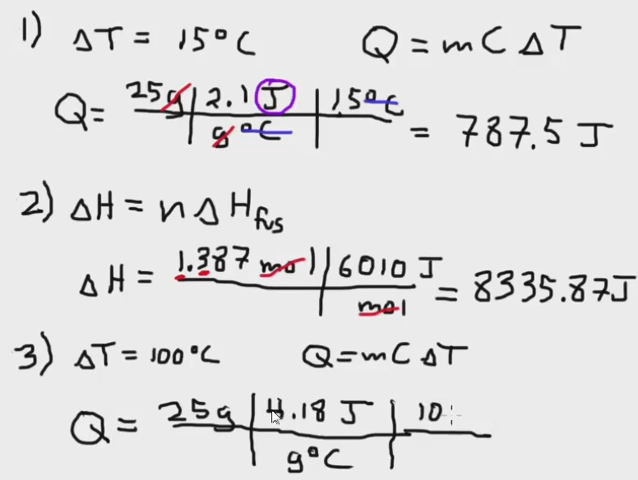 1) ΔT = 15°C Q = mCΔT
Q = 25g | 2.1 J | 15°C
g °C = 787.5 J
2) ΔH = nΔHfus
ΔH = 1.387 mol | 6010 J
mol = 8335.87J
3) ΔT = 100°C Q=mCΔT
Q = 25g | 4.18 J | 10
g°C